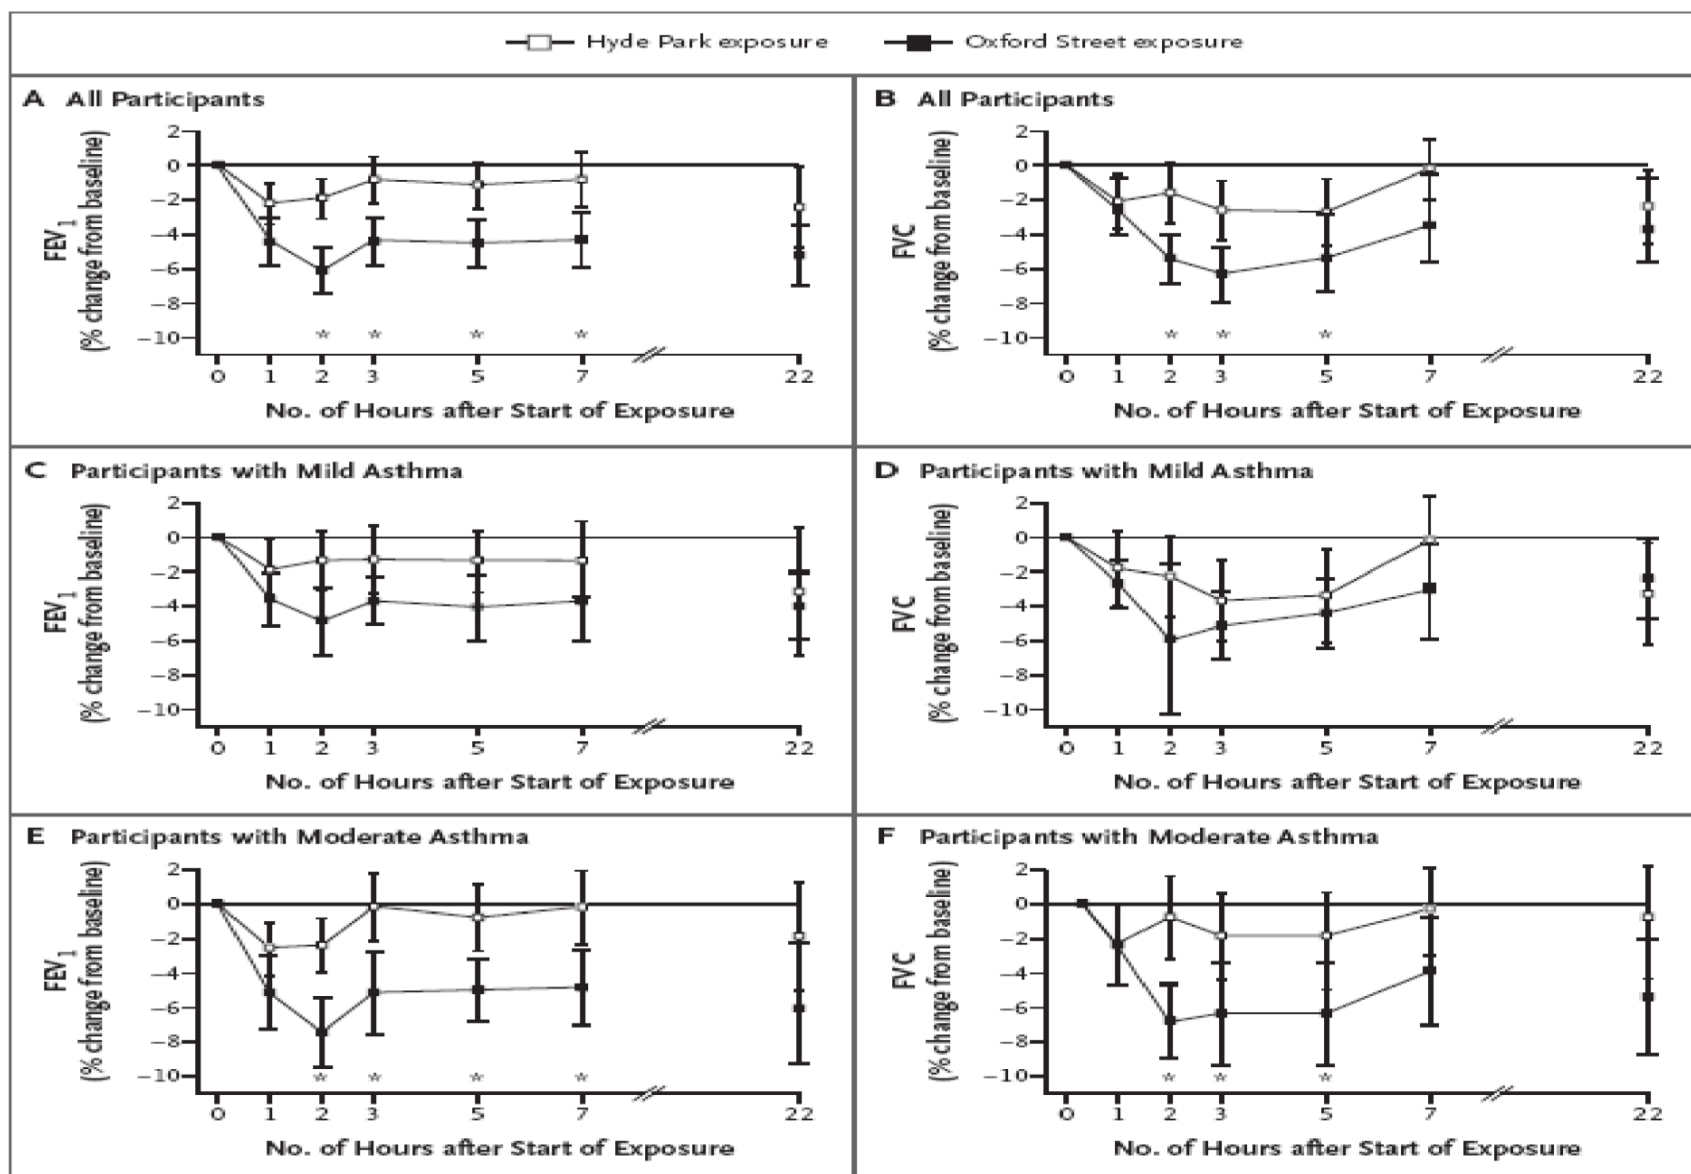 Hyde Park exposure Oxford Street exposure
A All Participants
FEV1
(% change from baseline)
2
0
−2
−4
−6
−8
−10
* * * *
0 1 2 3 5 7 22
No. of Hours after Start of Exposure
B All Participants
FVC
(% change from baseline)
2
0
−2
−4
−6
−8
−10
* * *
0 1 2 3 5 7 22
No. of Hours after Start of Exposure
C Participants with Mild Asthma
FEV1
(% change from baseline)
2
0
−2
−4
−6
−8
−10
0 1 2 3 5 7 22
No. of Hours after Start of Exposure
D Participants with Mild Asthma
FVC
(% change from baseline)
2
0
−2
−4
−6
−8
−10
0 1 2 3 5 7 22
No. of Hours after Start of Exposure
E Participants with Moderate Asthma
FEV1
(% change from baseline)
2
0
−2
−4
−6
−8
−10
* * * *
0 1 2 3 5 7 22
No. of Hours after Start of Exposure
F Participants with Moderate Asthma
FVC
(% change from baseline)
2
0
−2
−4
−6
−8
−10
* * *
0 1 2 3 5 7 22
No. of Hours after Start of Exposure